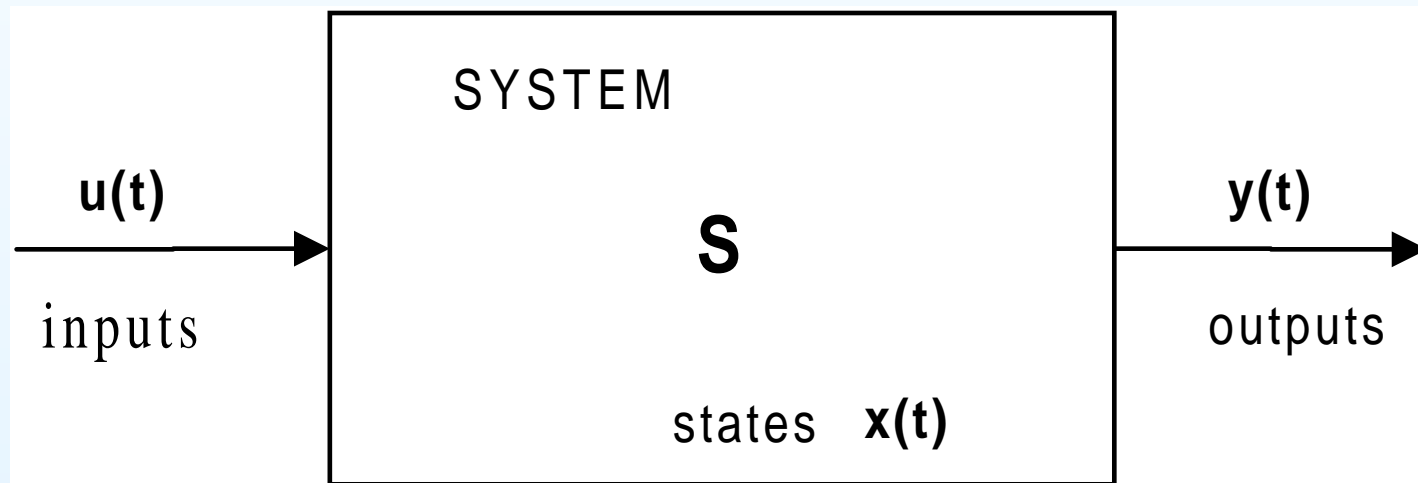 SYSTEM
u(t)
S
y(t)
inputs
outputs
states x(t)